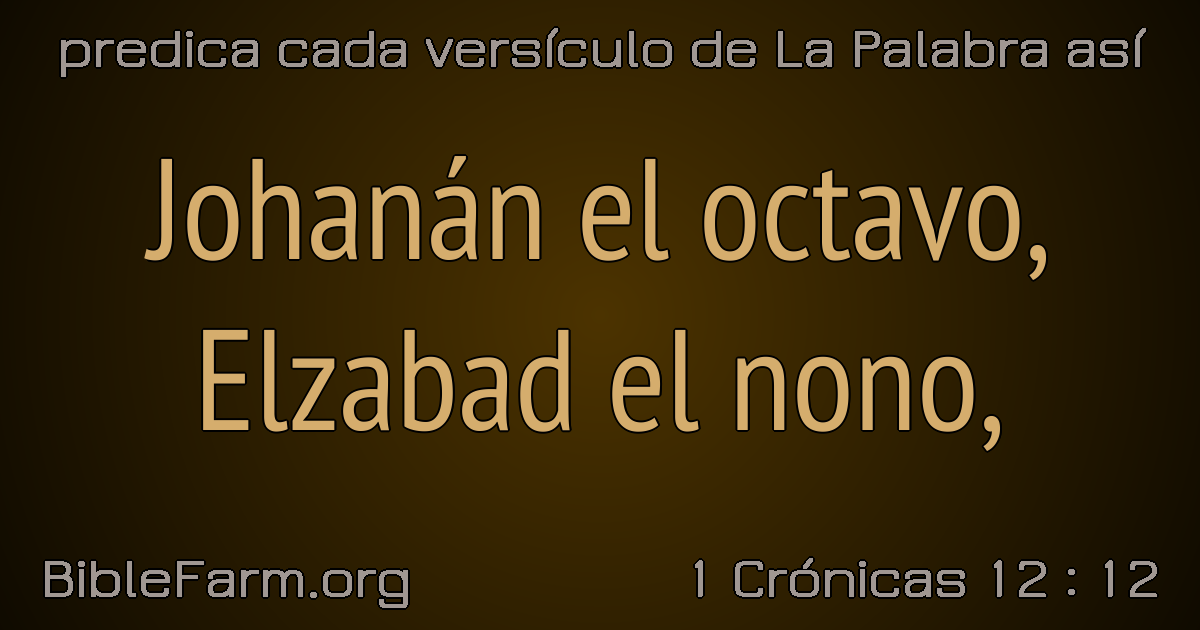 predica cada versículo de La Palabra así
Johanán el octavo,
Elzabad el nono,
BibleFarm.org
1 Crónicas 12 : 12